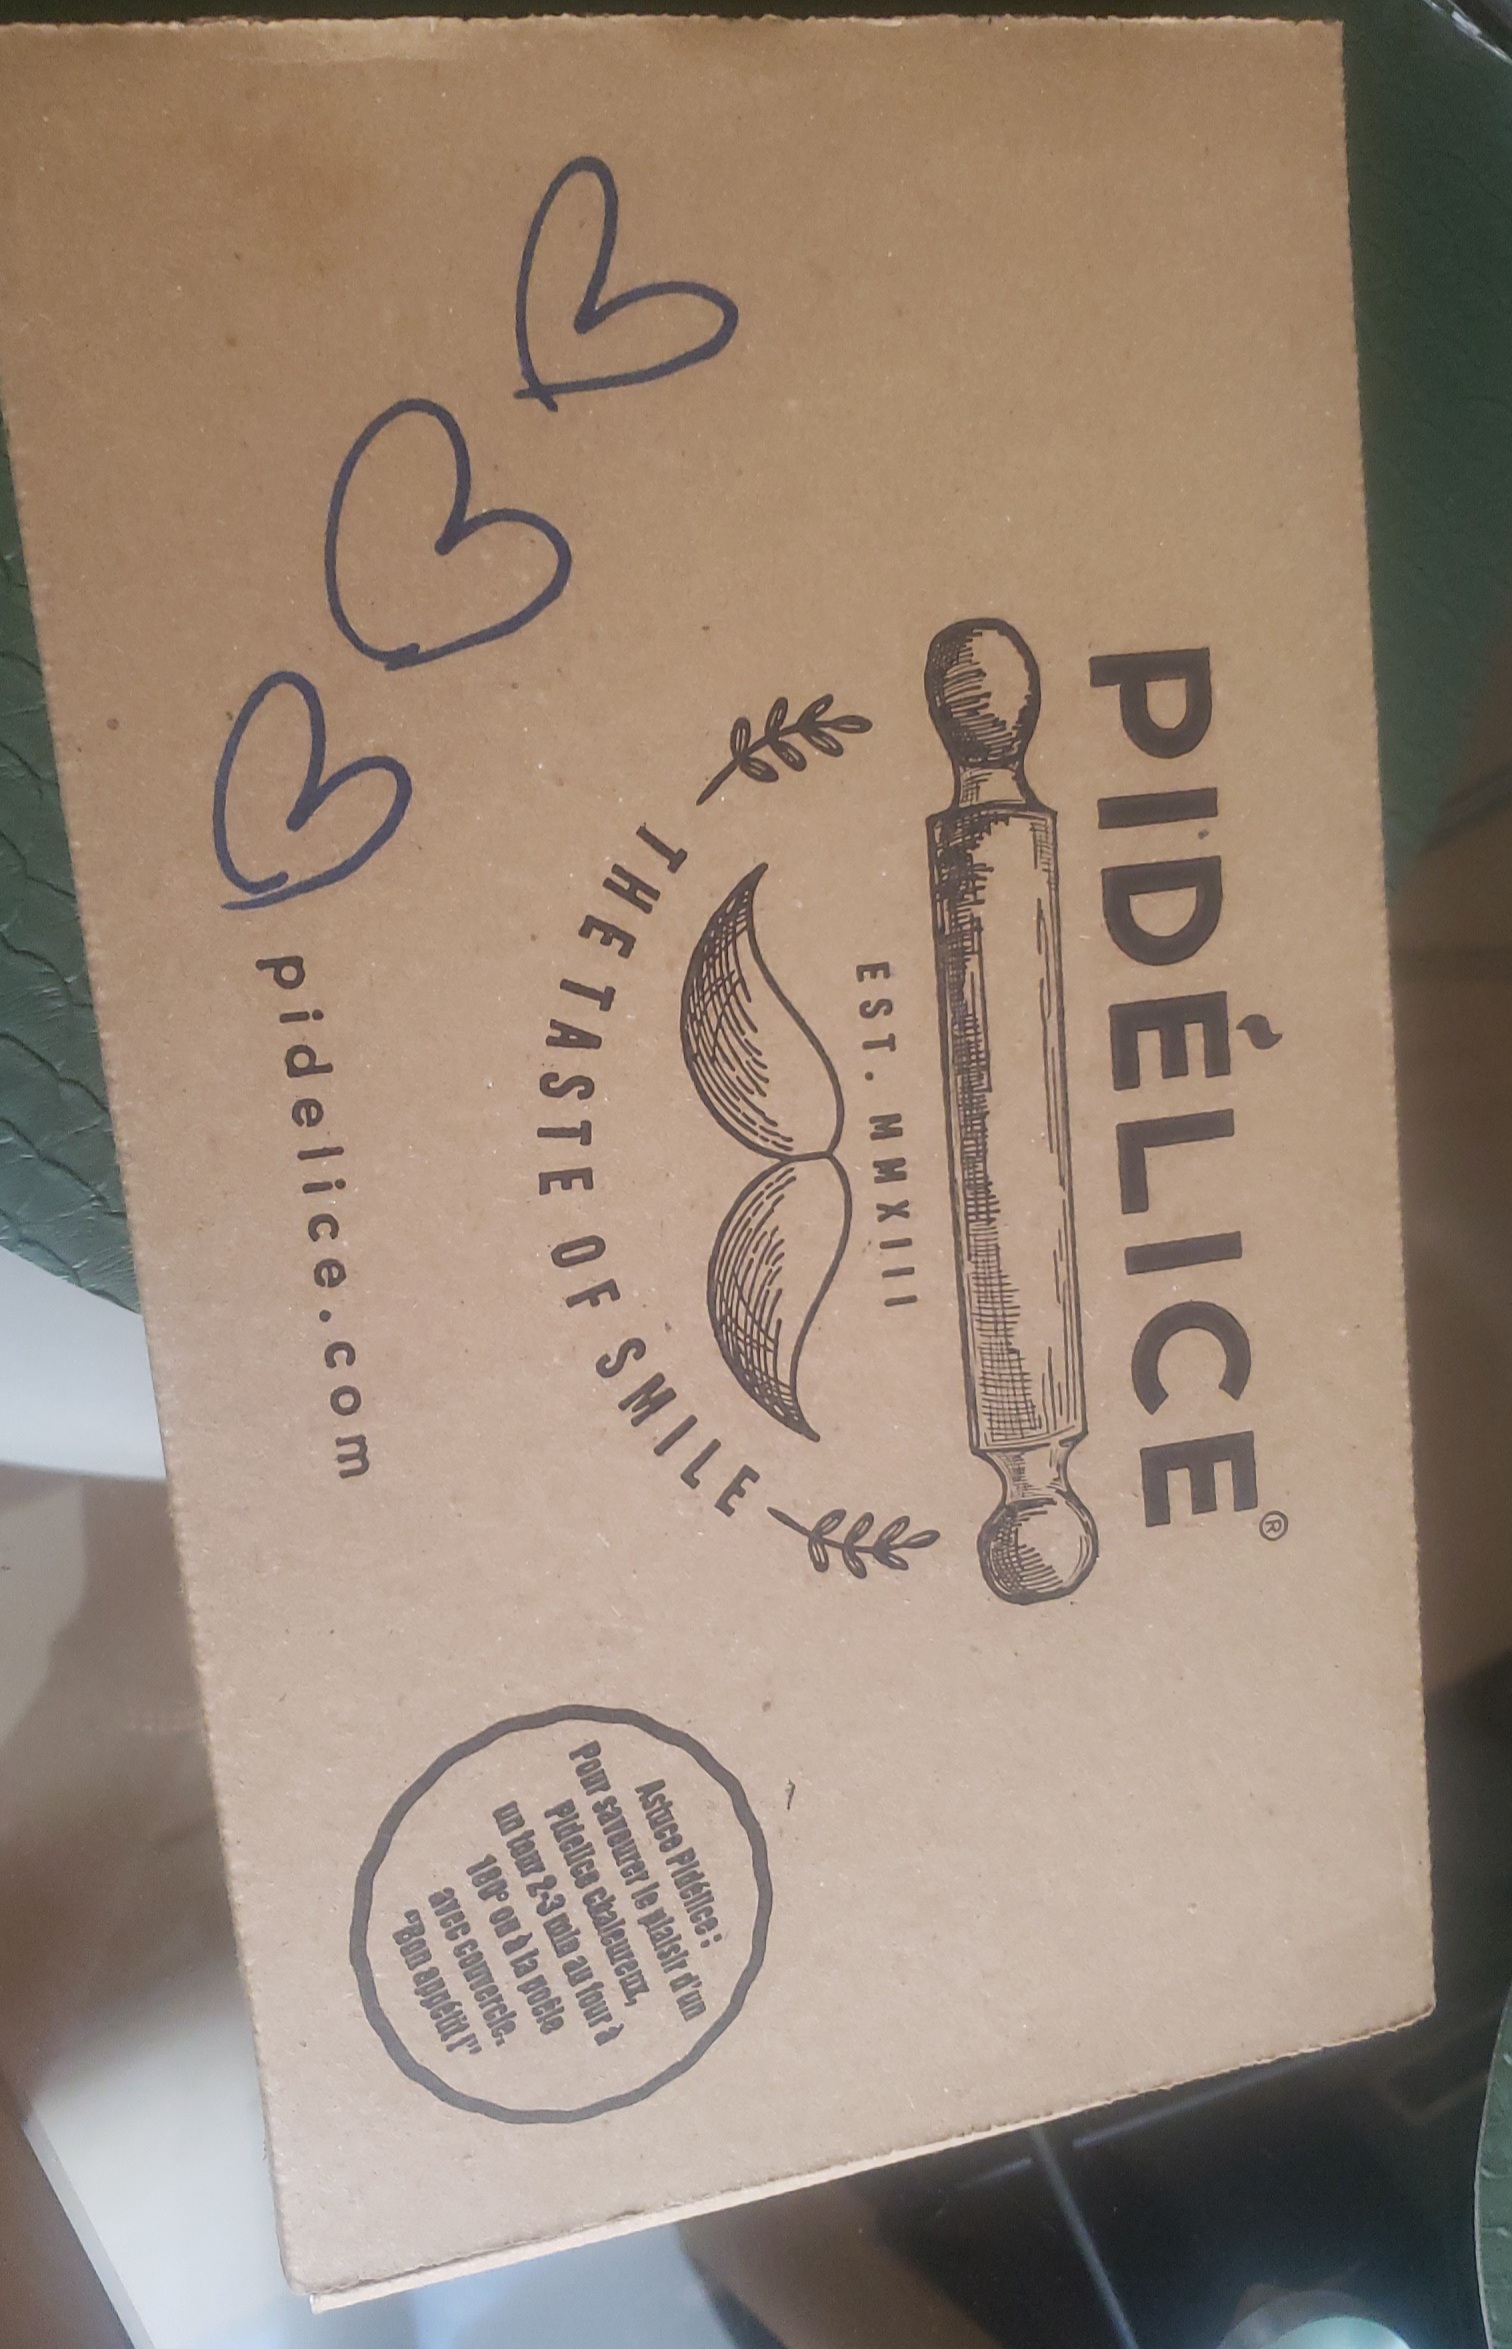 PIDÉLICE®
EST. MMXIII
THE TASTE OF SMILE
pidelice.com
Astuce Pidélice :
Pour savourer le plaisir d'un
Pidelice chaleureux,
un tour 2-3 min au four à
180° ou à la poêle
avec couvercle.
"Bon appétit !"